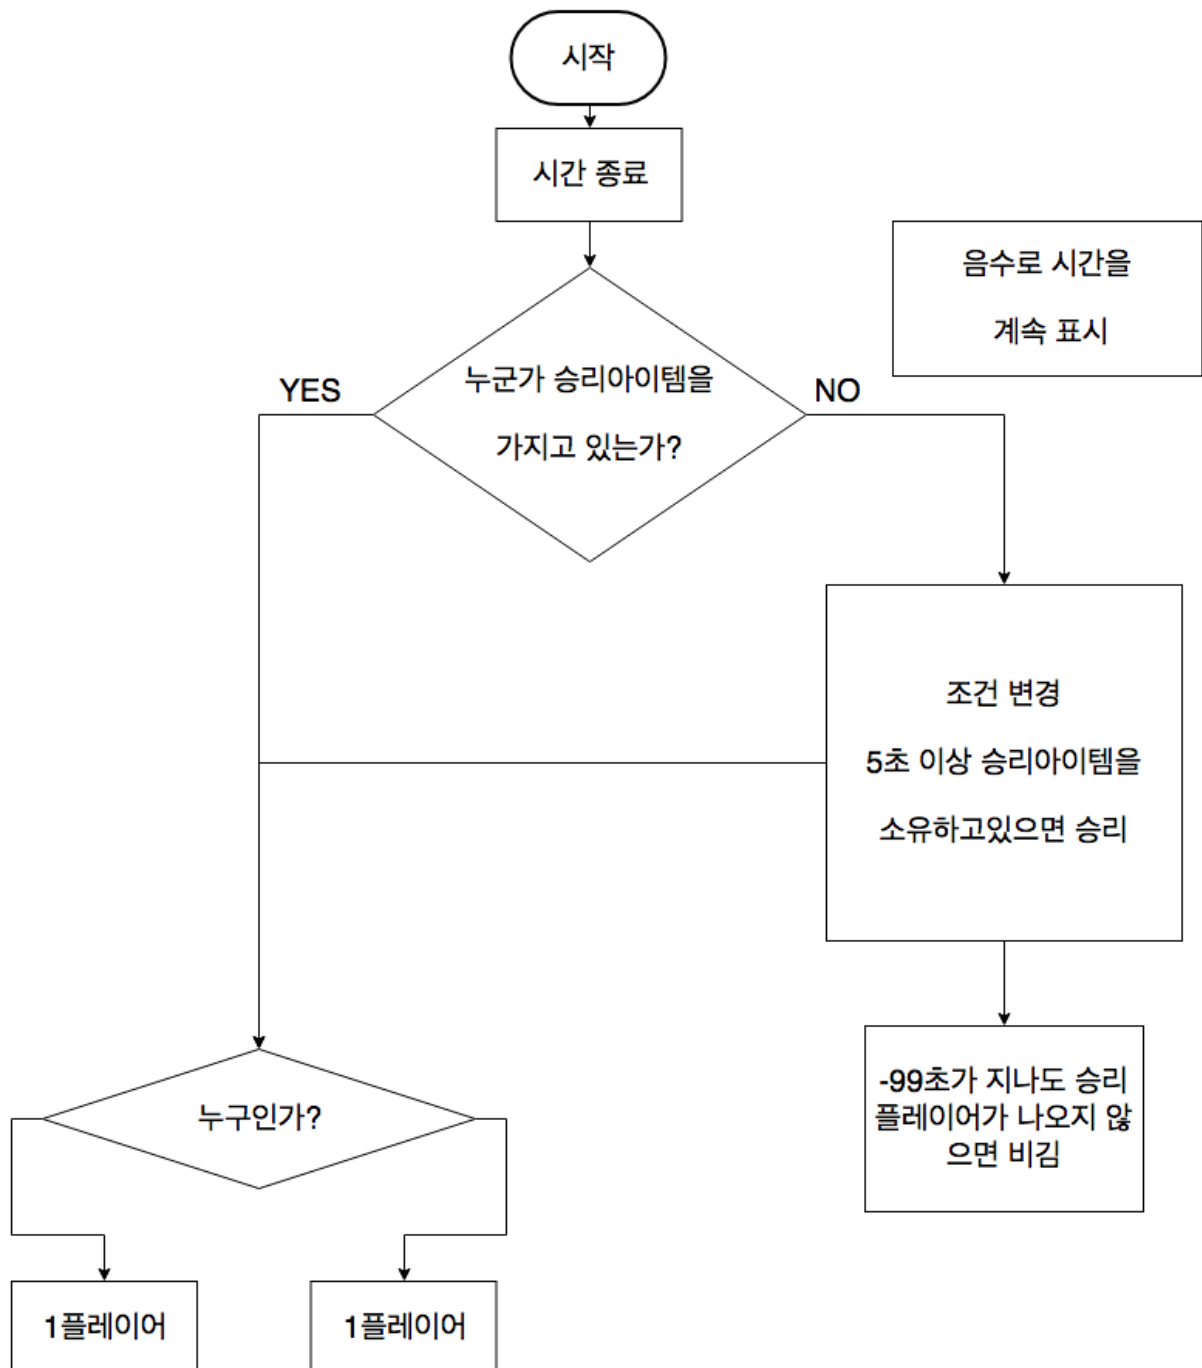 시작
시간 종료
음수로 시간을
계속 표시
누군가 승리아이템을
가지고 있는가?
YES
NO
조건 변경
5초 이상 승리아이템을
소유하고있으면 승리
-99초가 지나도 승리
플레이어가 나오지 않
으면 비김
누구인가?
1플레이어
1플레이어